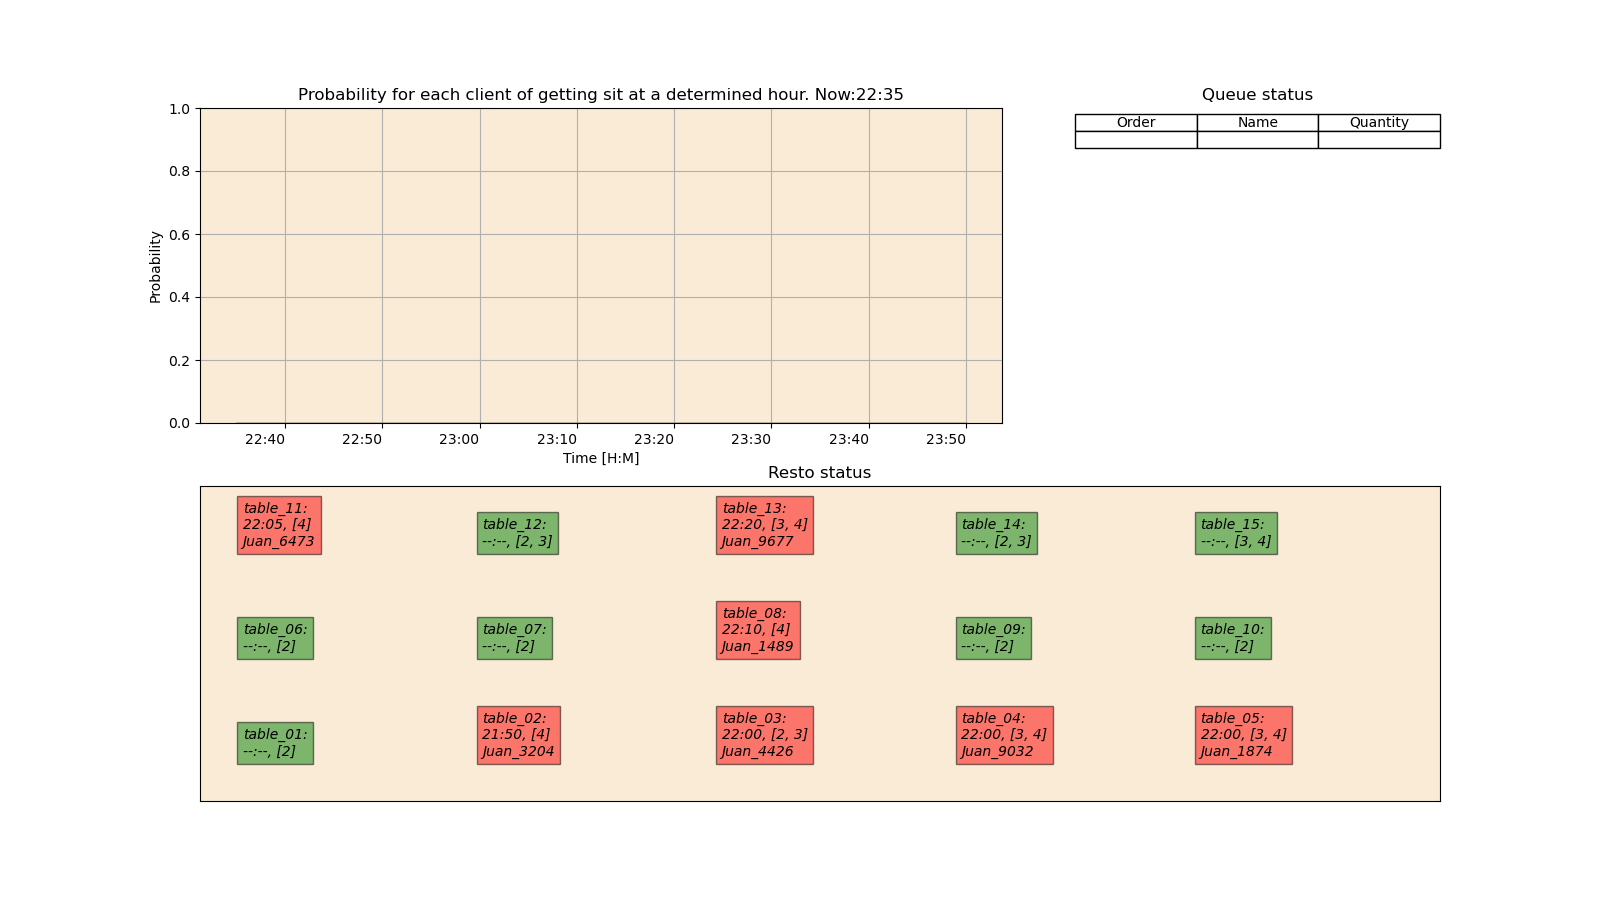 Probability for each client of getting sit at a determined hour. Now:22:35
1.0
0.8
0.6
0.4
0.2
0.0
Probability
22:40 22:50 23:00 23:10 23:20 23:30 23:40 23:50
Time [H:M]
Queue status
Order Name Quantity
Resto status
table_11:
22:05, [4]
Juan_6473
table_12:
--:--, [2, 3]
table_13:
22:20, [3, 4]
Juan_9677
table_14:
--:--, [2, 3]
table_15:
--:--, [3, 4]
table_06:
--:--, [2]
table_07:
--:--, [2]
table_08:
22:10, [4]
Juan_1489
table_09:
--:--, [2]
table_10:
--:--, [2]
table_01:
--:--, [2]
table_02:
21:50, [4]
Juan_3204
table_03:
22:00, [2, 3]
Juan_4426
table_04:
22:00, [3, 4]
Juan_9032
table_05:
22:00, [3, 4]
Juan_1874